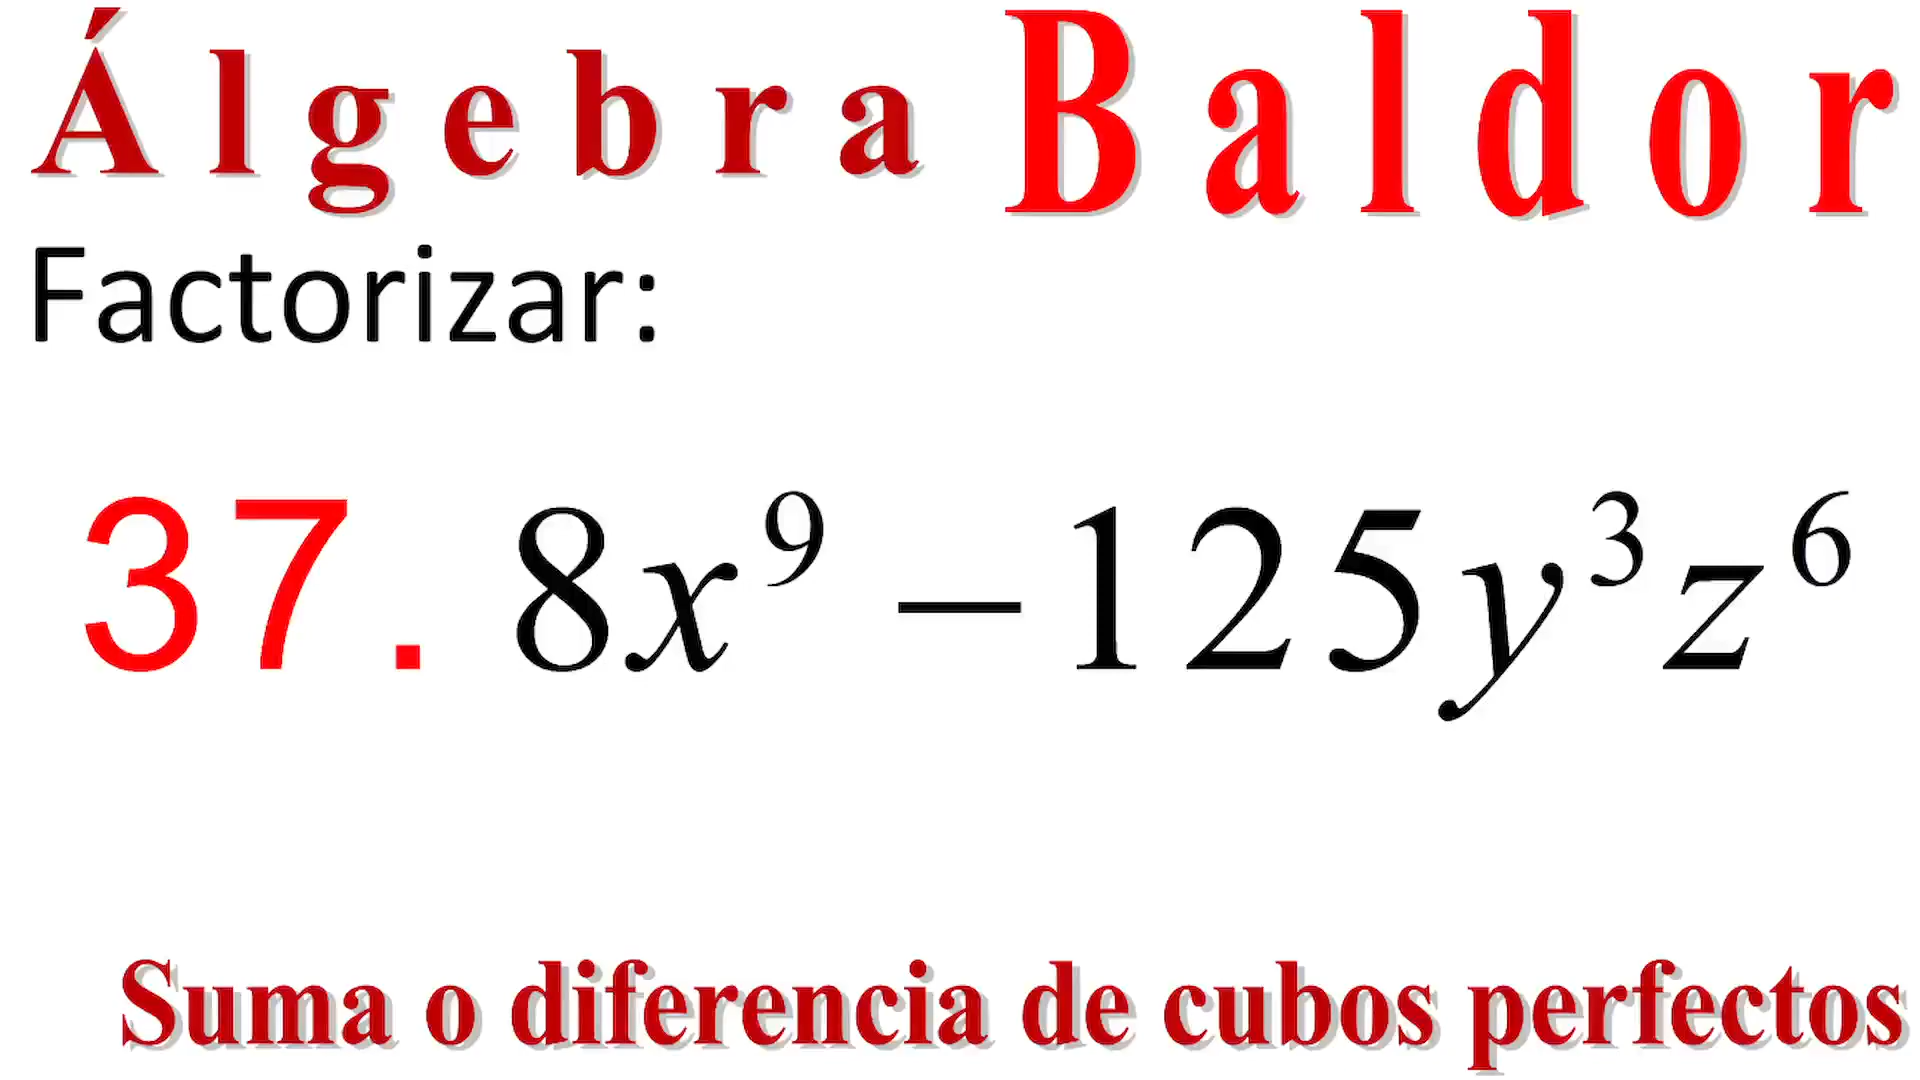 Álgebra Baldor
Factorizar:
37. 8x⁹ − 125y³z⁶
Suma o diferencia de cubos perfectos